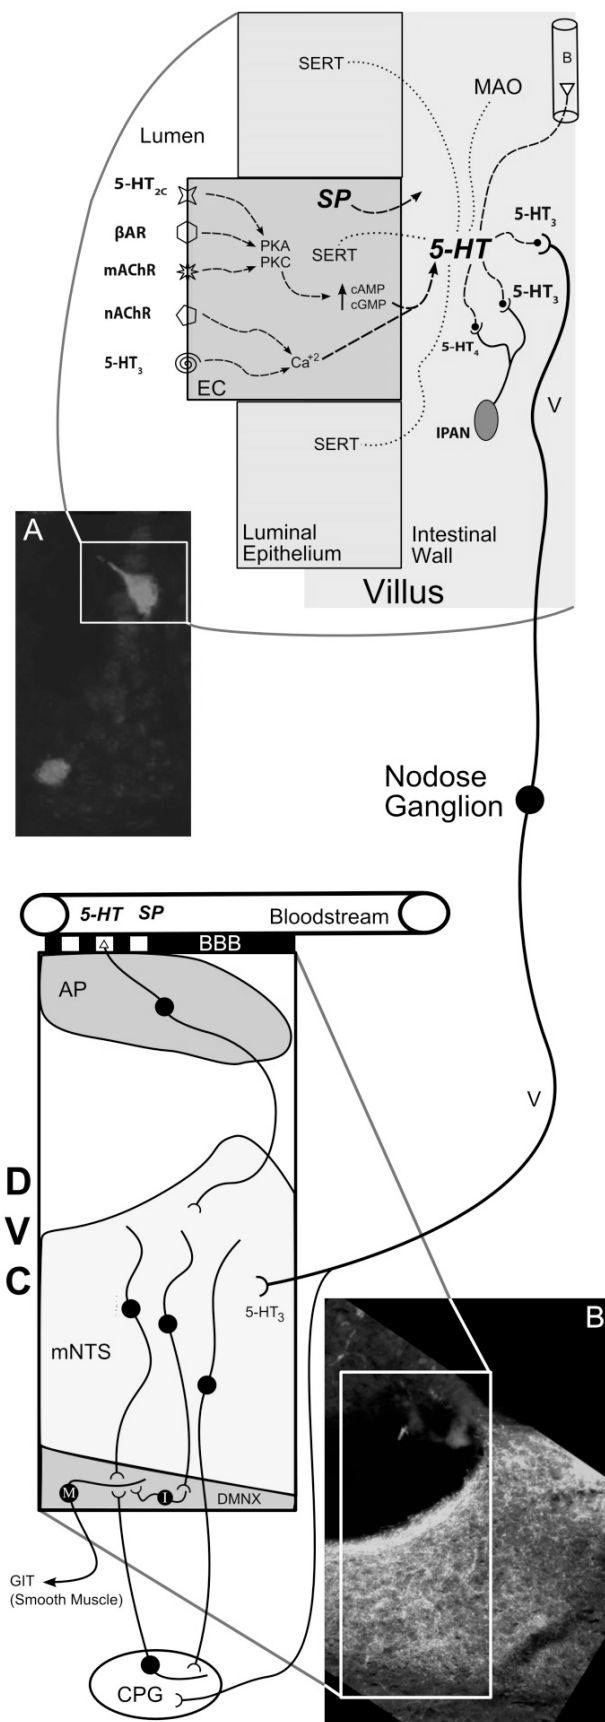 SERT
B
MAO
Lumen
5-HT2C
SP
5-HT3
βAR
PKA
PKC
SERT
5-HT
mAChR
cAMP
cGMP
5-HT3
nAChR
5-HT4
Ca+2
5-HT3
EC
V
IPAN
SERT
Luminal
Epithelium
Intestinal
Wall
Villus
A
Nodose
Ganglion
5-HT SP
Bloodstream
BBB
AP
V
D
V
C
5-HT3
B
mNTS
M
I
DMNX
GIT
(Smooth Muscle)
CPG